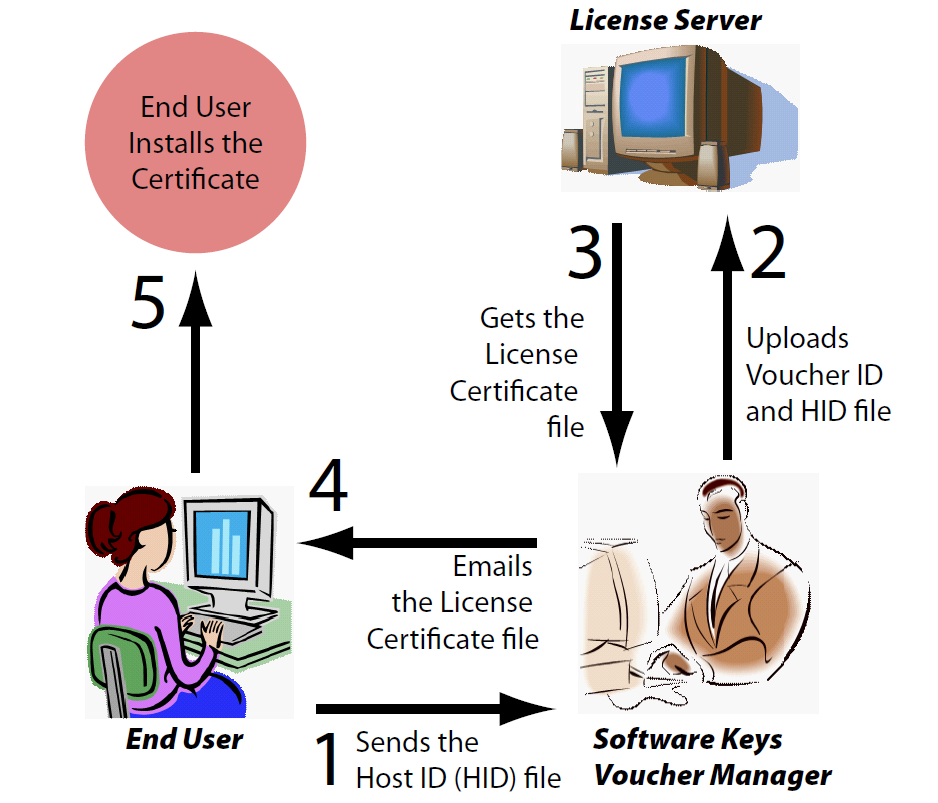 License Server
End User
Installs the
Certificate
5
3
2
Gets the
License
Certificate
file
Uploads
Voucher ID
and HID file
4
Emails
the License
Certificate file
End User
1
Sends the
Host ID (HID) file
Software Keys
Voucher Manager